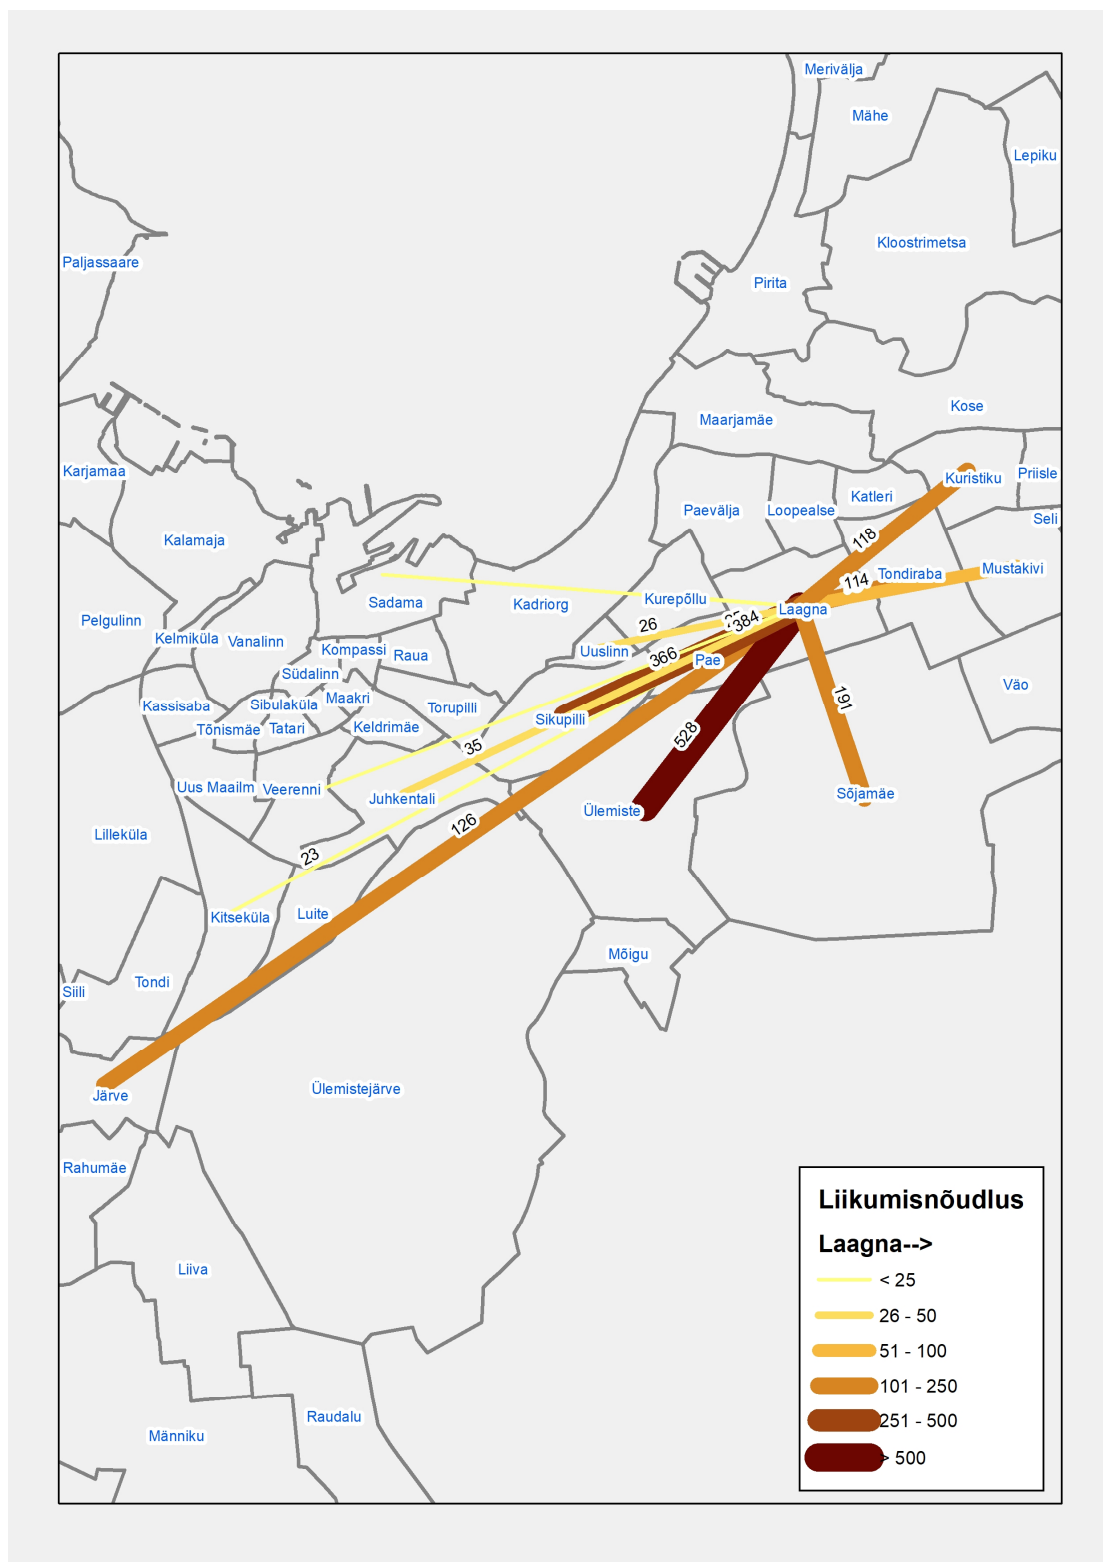 Merivälja
Mähe
Lepiku
Kloostrimetsa
Paljassaare
Pirita
Kose
Maarjamäe
Karjamaa
Kuristiku
Priisle
Katleri
Paevälja
Loopealse
Seli
Kalamaja
118
Mustakivi
Tondiraba
114
Sadama
Kadriorg
Kurepõllu
Laagna
Pelgulinn
384
26
Kelmiküla
Vanalinn
Kompassi
Raua
Uuslinn
366
Pae
Südalinn
Väo
Kassisaba
Sibulaküla
Maakri
Torupilli
191
Sikupilli
Tõnismäe
Tatari
Keldrimäe
528
35
Uus Maailm
Veerenni
Juhkentali
Sõjamäe
Ülemiste
126
Lilleküla
23
Kitseküla
Luite
Mõigu
Tondi
Siili
Ülemistejärve
Järve
Rahumäe
Liiva
Raudalu
Männiku
Liikumisnõudlus
Laagna-->
< 25
26 - 50
51 - 100
101 - 250
251 - 500
> 500